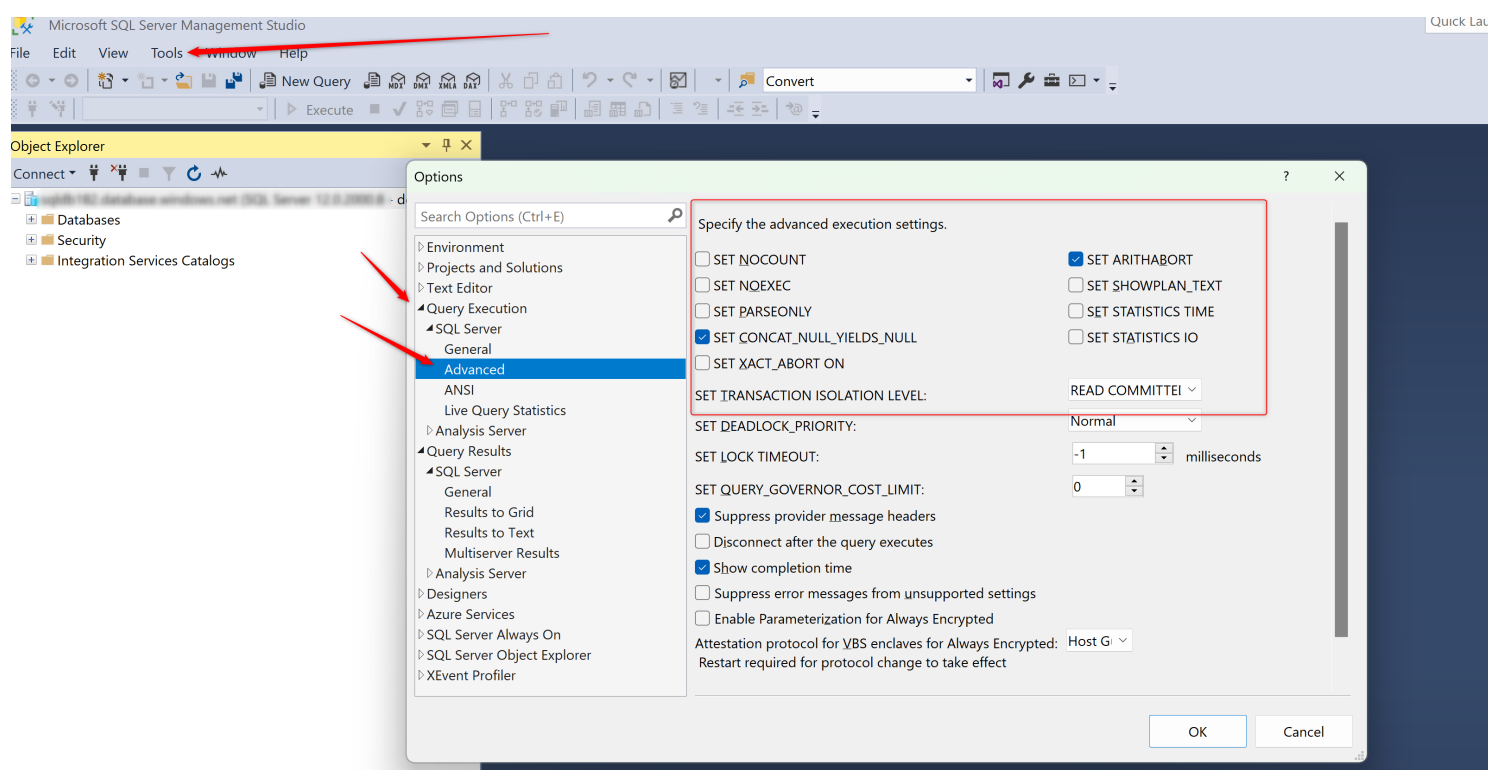 Microsoft SQL Server Management Studio
Quick Lau
File Edit View Tools Window Help
New Query MDX DMX XMLA DAX Convert
Execute
Object Explorer
Connect
Databases
Security
Integration Services Catalogs
Options ?
Search Options (Ctrl+E)
Environment
Projects and Solutions
Text Editor
Query Execution
SQL Server
General
Advanced
ANSI
Live Query Statistics
Analysis Server
Query Results
SQL Server
General
Results to Grid
Results to Text
Multiserver Results
Analysis Server
Designers
Azure Services
SQL Server Always On
SQL Server Object Explorer
XEvent Profiler
Specify the advanced execution settings.
SET NOCOUNT
SET ARITHABORT
SET NOEXEC
SET SHOWPLAN_TEXT
SET PARSEONLY
SET STATISTICS TIME
SET CONCAT_NULL_YIELDS_NULL
SET STATISTICS IO
SET XACT_ABORT ON
SET TRANSACTION ISOLATION LEVEL: READ COMMITTEI
SET DEADLOCK_PRIORITY: Normal
SET LOCK TIMEOUT: -1 milliseconds
SET QUERY_GOVERNOR_COST_LIMIT: 0
Suppress provider message headers
Disconnect after the query executes
Show completion time
Suppress error messages from unsupported settings
Enable Parameterization for Always Encrypted
Attestation protocol for VBS enclaves for Always Encrypted: Host G
Restart required for protocol change to take effect
OK Cancel